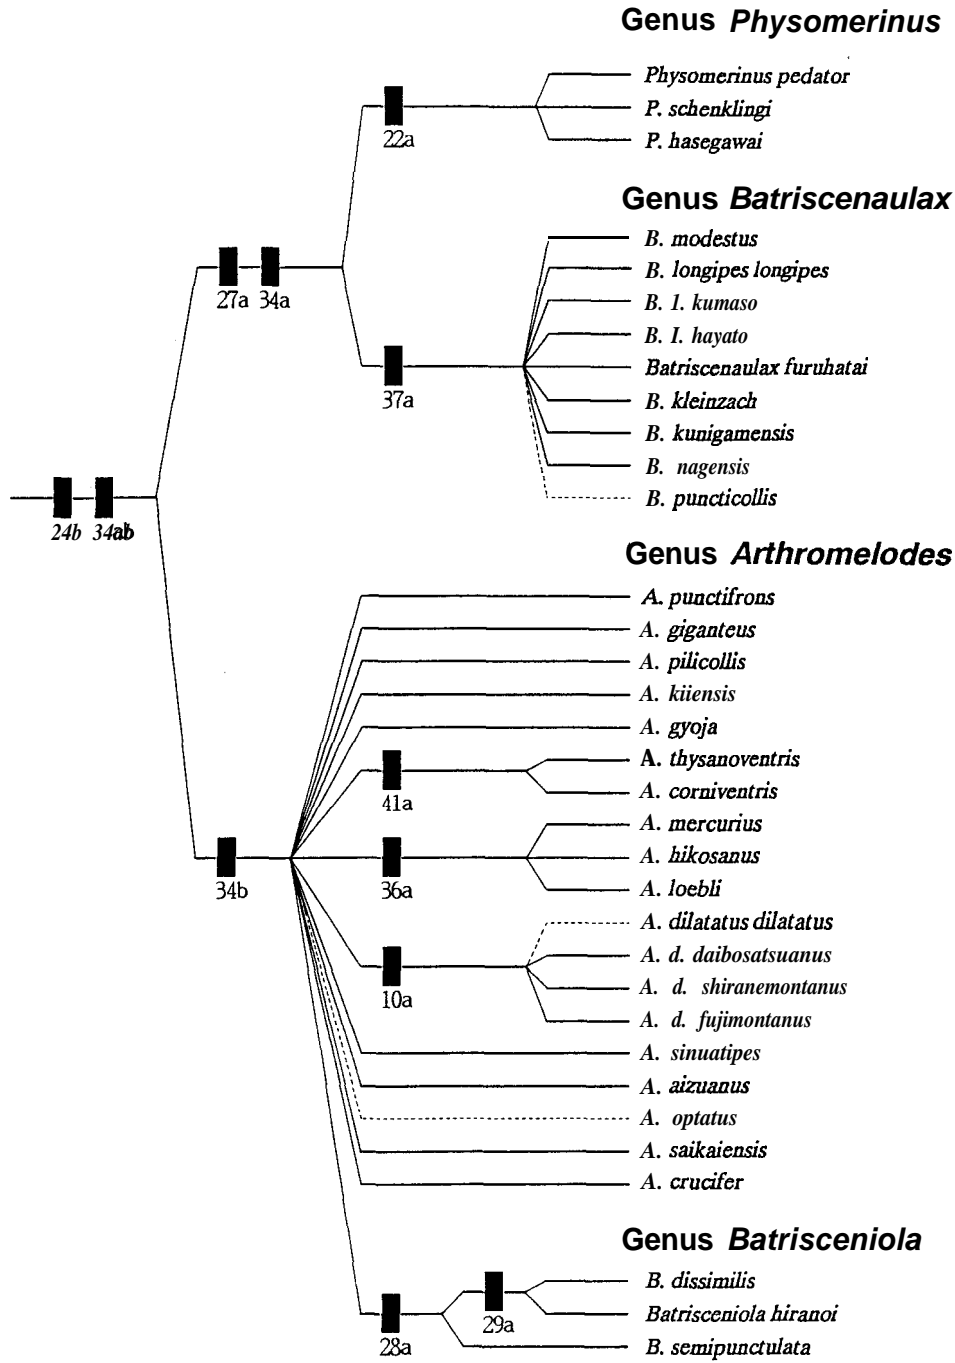 Genus Physomerinus
Physomerinus pedator
P. schenklingi
22a
P. hasegawai
Genus Batriscenaulax
B. modestus
B. longipes longipes
27a 34a
B. 1. kumaso
B. I. hayato
Batriscenaulax furuhatai
37a
B. kleinzach
B. kunigamensis
B. nagensis
B. puncticollis
24b 34ab
Genus Arthromelodes
A. punctifrons
A. giganteus
A. pilicollis
A. kiiensis
A. gyoja
A. thysanoventris
41a
A. corniventris
A. mercurius
A. hikosanus
34b
36a
A. loebli
A. dilatatus dilatatus
A. d. daibosatsuanus
10a
A. d. shiranemontanus
A. d. fujimontanus
A. sinuatipes
A. aizuanus
A. optatus
A. saikaiensis
A. crucifer
Genus Batrisceniola
B. dissimilis
Batrisceniola hiranoi
29a
28a
B. semipunctulata